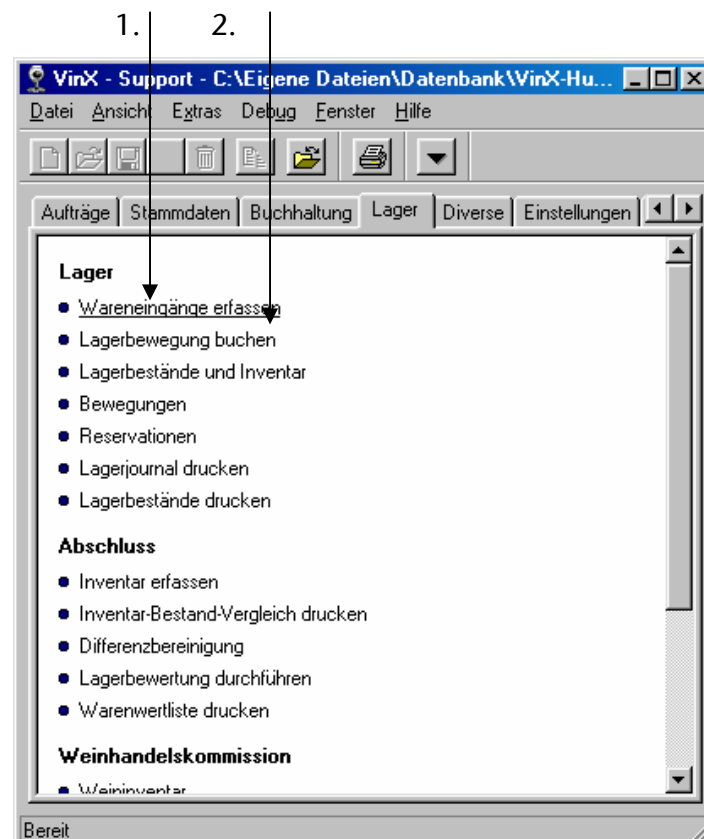 1. 2.
VinX - Support - C:\Eigene Dateien\Datenbank\VinX-Hu...
Datei Ansicht Extras Debug Fenster Hilfe
Aufträge Stammdaten Buchhaltung Lager Diverse Einstellungen
Lager
Wareneingänge erfassen
Lagerbewegung buchen
Lagerbestände und Inventar
Bewegungen
Reservationen
Lagerjournal drucken
Lagerbestände drucken
Abschluss
Inventar erfassen
Inventar-Bestand-Vergleich drucken
Differenzbereinigung
Lagerbewertung durchführen
Warenwertliste drucken
Weinhandelskommission
Weininventar
Bereit